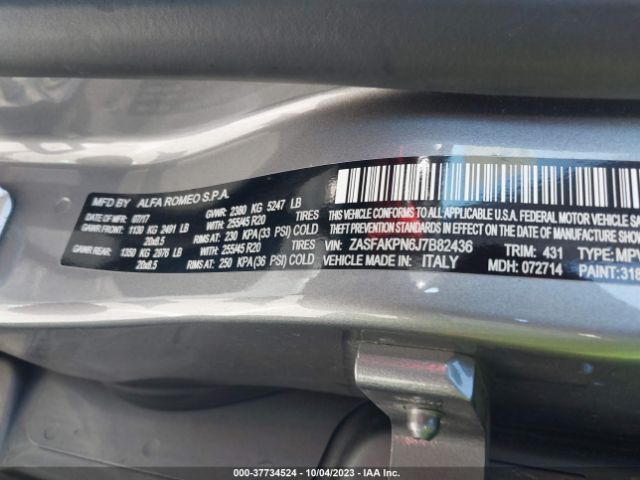 MFD BY ALFA ROMEO S.P.A.
DATE OF MFR: 07/17 GVWR: 2380 KG 5247 LB
GAWR FRONT: 1130 KG 2491 LB WITH: 255/45 R20 TIRES
20x8.5 RIMS AT: 230 KPA(33 PSI) COLD
GAWR REAR: 1350 KG 2976 LB WITH: 255/45 R20 TIRES
20x8.5 RIMS AT: 250 KPA(36 PSI) COLD
THIS VEHICLE CONFORMS TO ALL APPLICABLE U.S.A. FEDERAL MOTOR VEHICLE
SAFETY, BUMPER, AND THEFT PREVENTION STANDARDS IN EFFECT ON THE DATE OF MANUFACTURE SHOWN
VIN: ZASFAKPN6J7B82436 TRIM: 431 TYPE: MPV
VEHICLE MADE IN: ITALY MDH: 072714 PAINT: 318
000-37734524 | 10/04/2023 | IAA Inc.